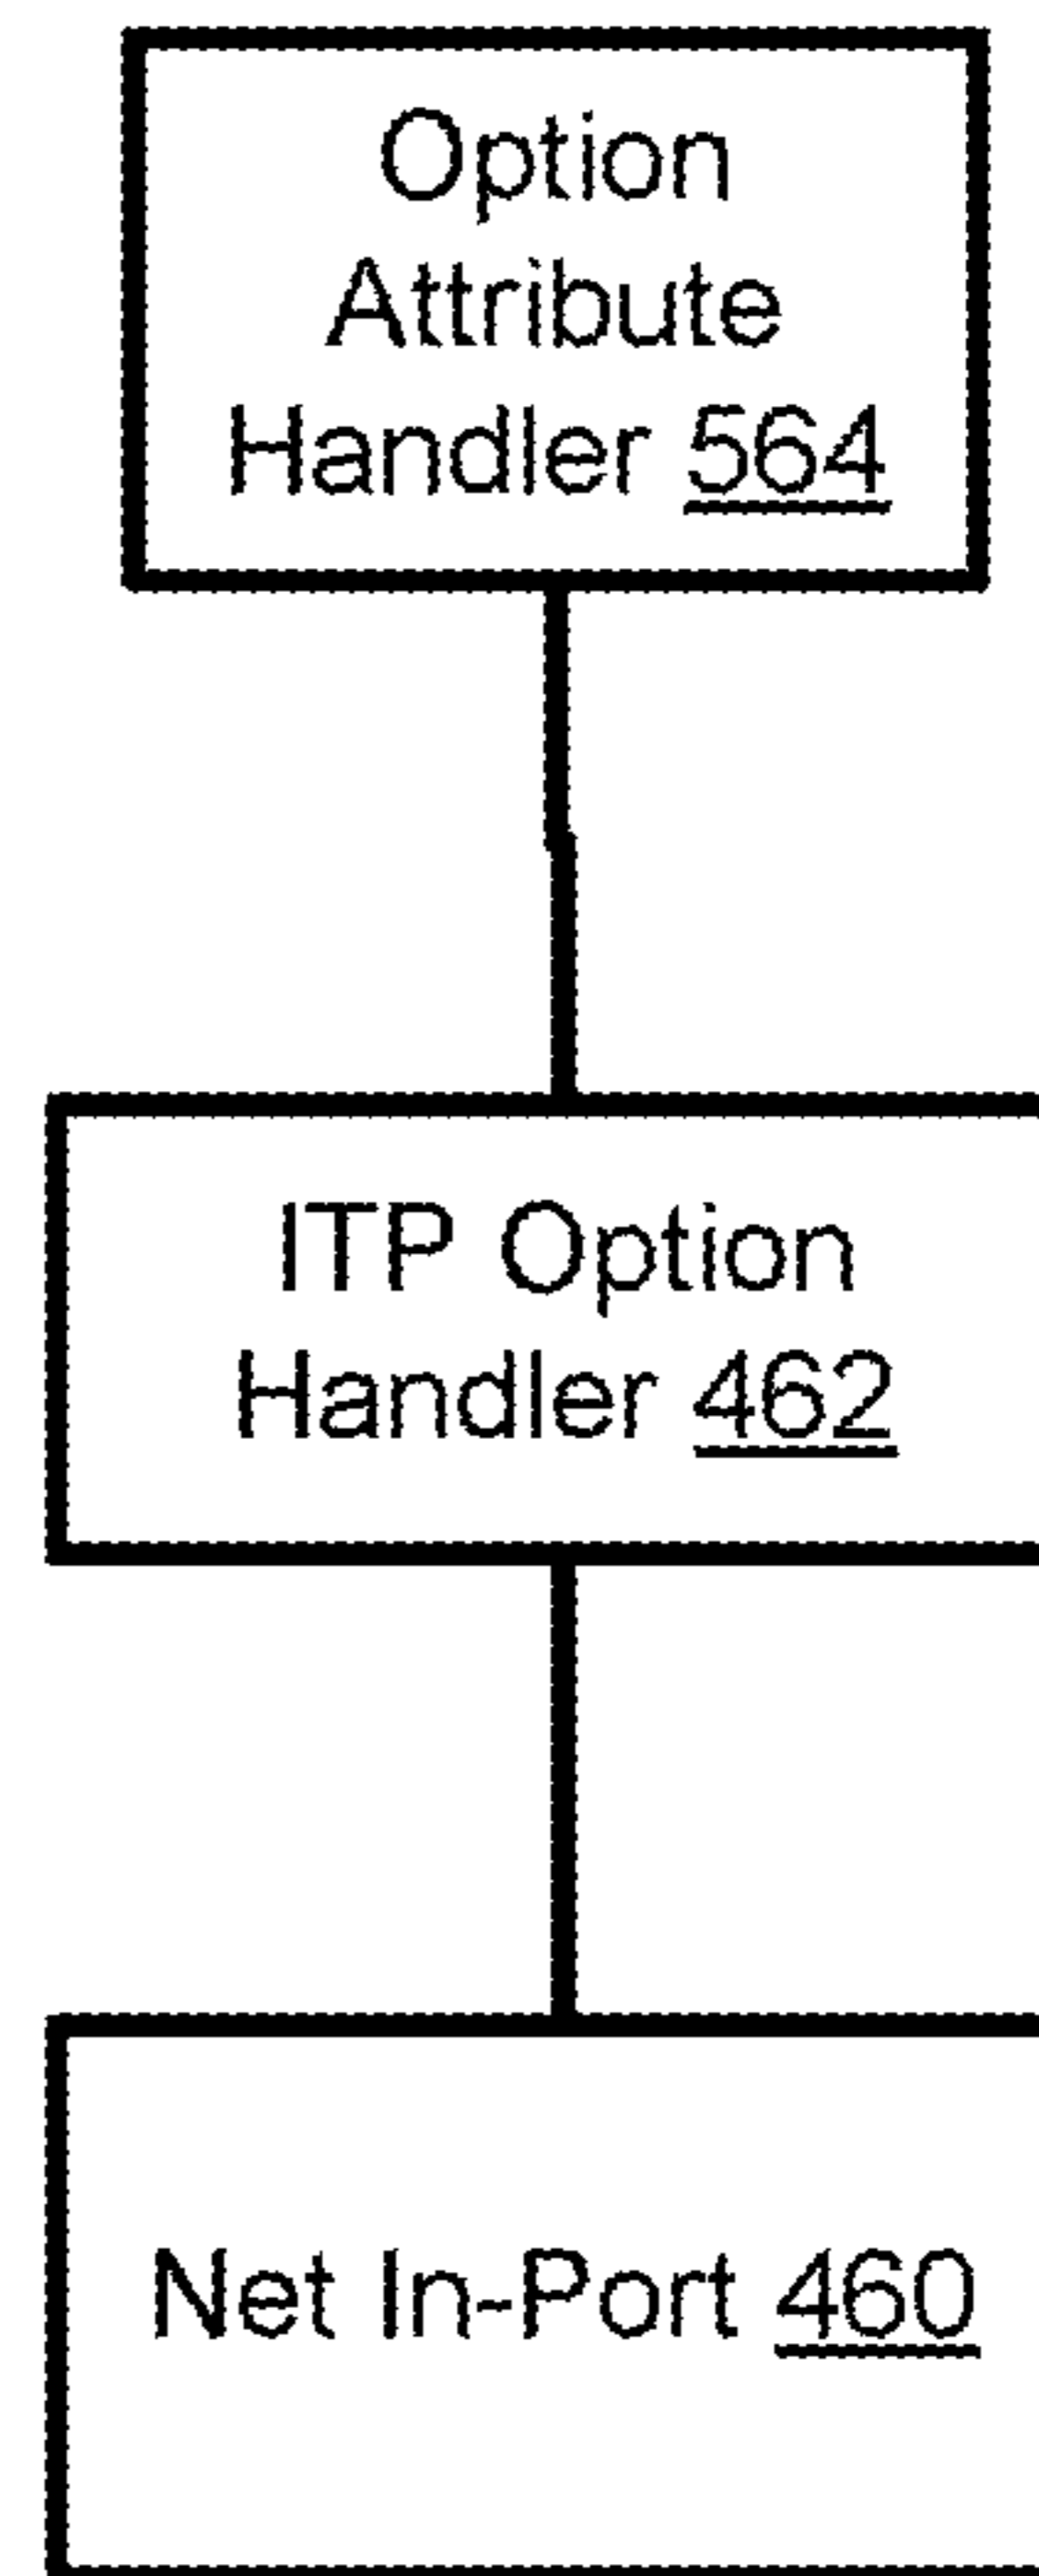 Option
Attribute
Handler 564
ITP Option
Handler 462
Net In-Port 460